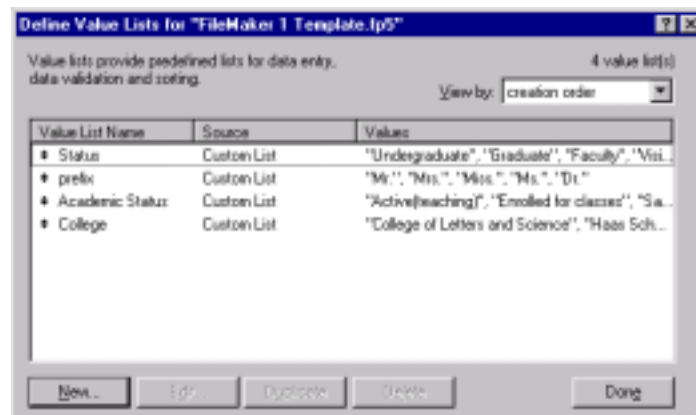 Define Value Lists for "FileMaker 1 Template.fp5"
Value lists provide predefined lists for data entry, data validation and sorting.
4 value list(s)
View by: creation order
Value List Name Source Values
Status Custom List "Undergraduate", "Graduate", "Faculty", "Visi...
prefix Custom List "Mr.", "Mrs.", "Miss.", "Ms.", "Dr."
Academic Status Custom List "Active(teaching)", "Enrolled for classes", "Sa...
College Custom List "College of Letters and Science", "Haas Sch...
New... Edit... Duplicate Delete Done